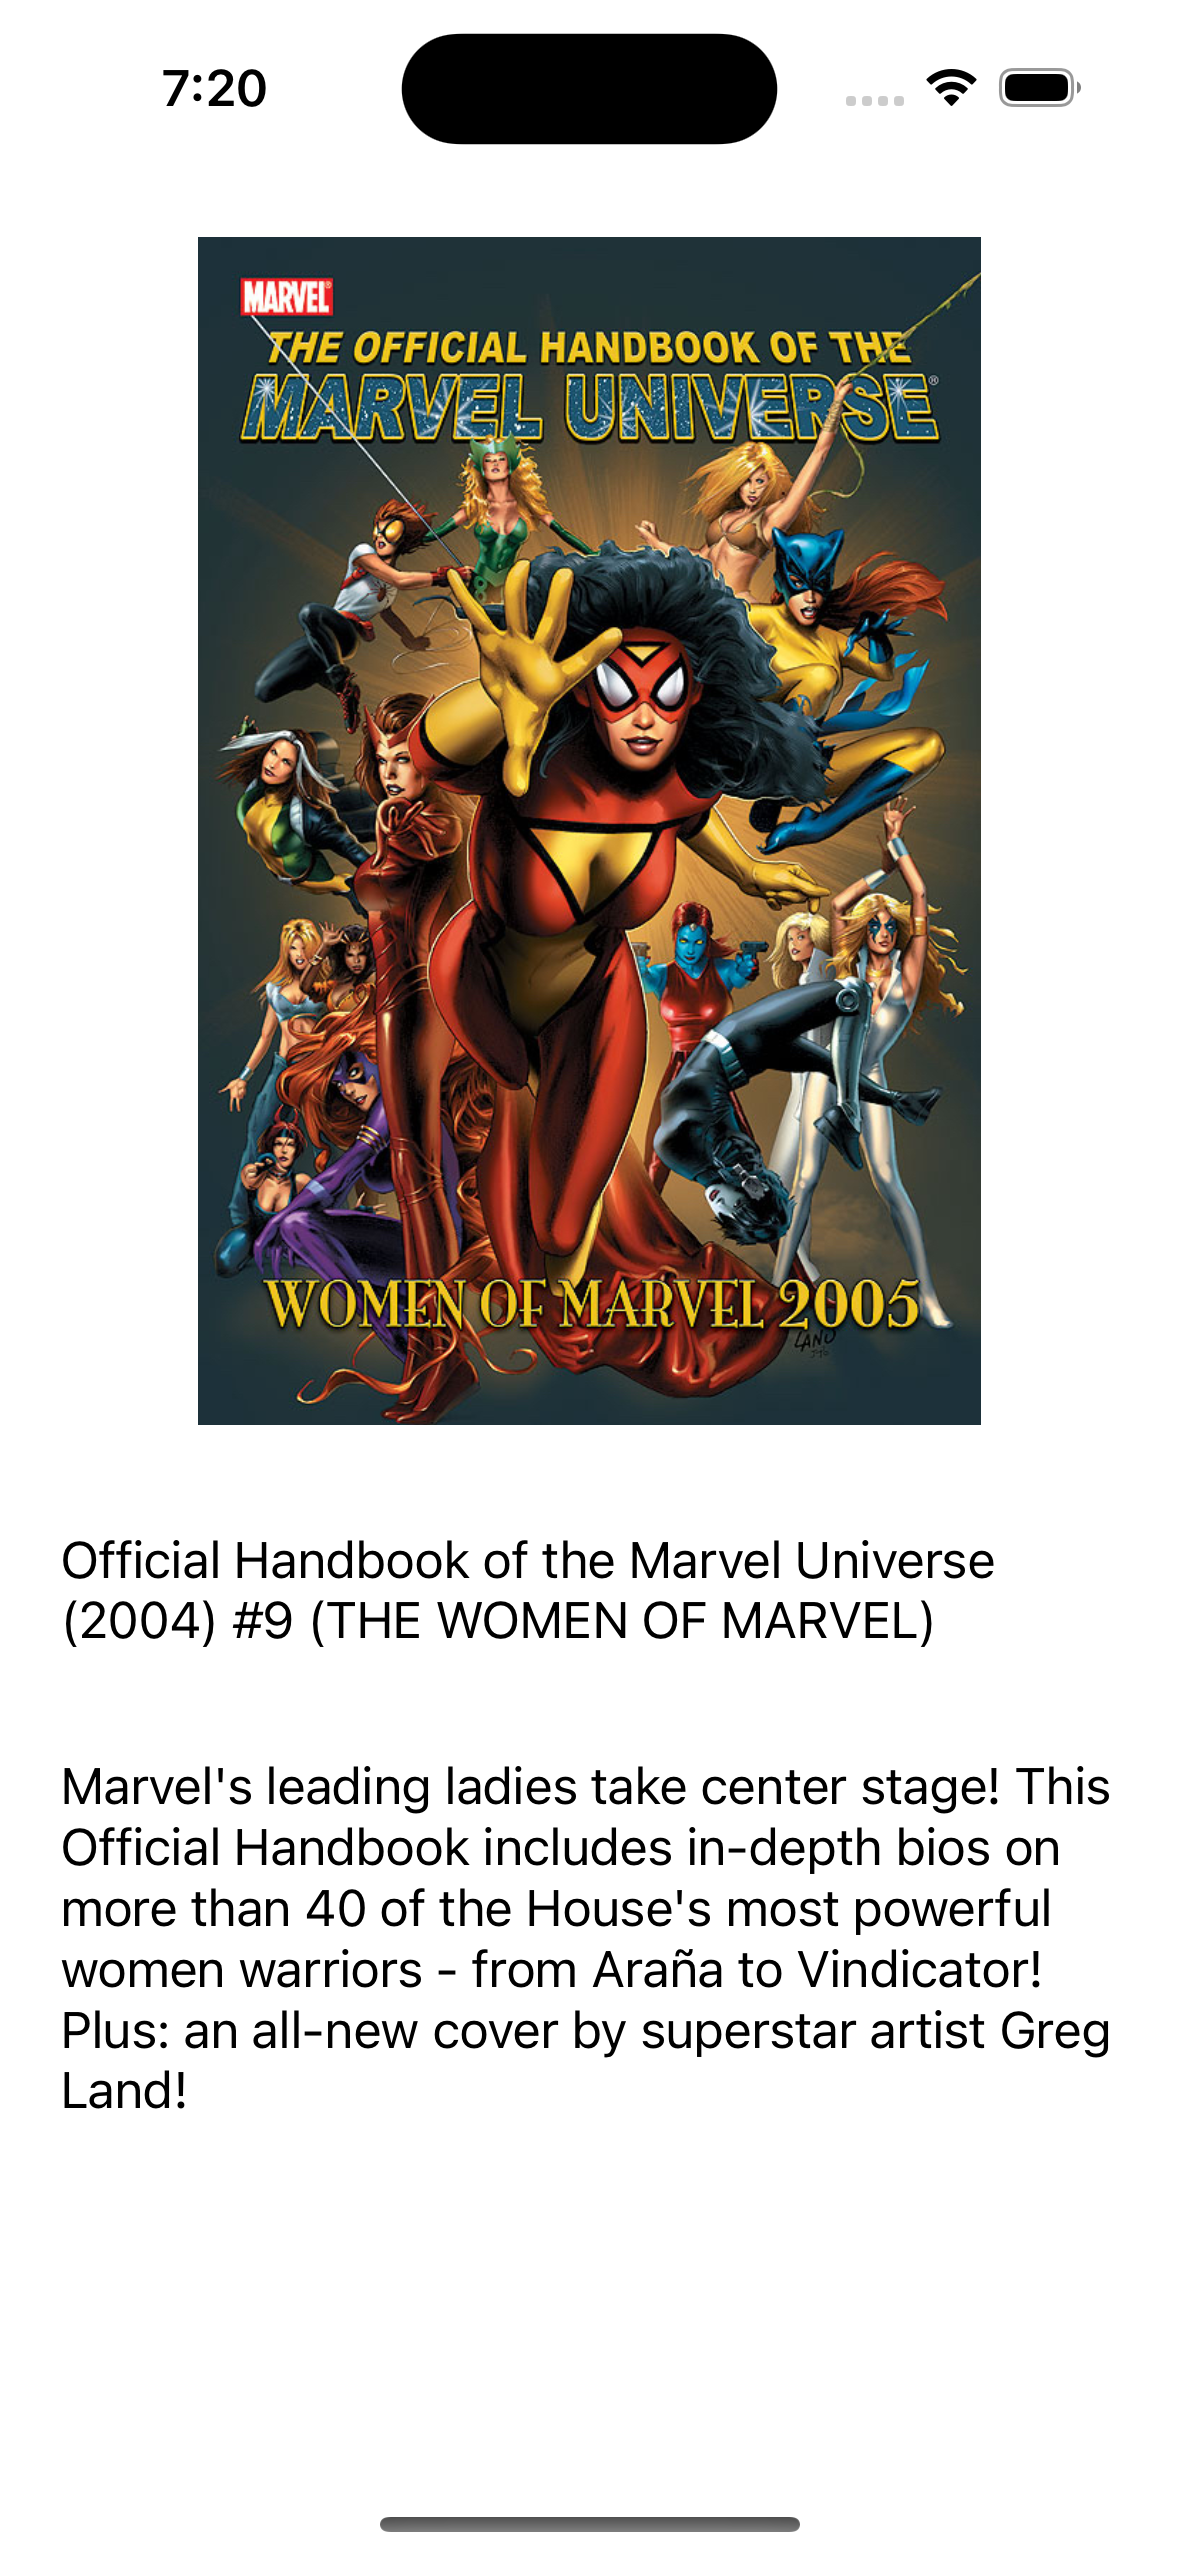 7:20
MARVEL
THE OFFICIAL HANDBOOK OF THE
MARVEL UNIVERSE®
WOMEN OF MARVEL 2005
LAND
Official Handbook of the Marvel Universe
(2004) #9 (THE WOMEN OF MARVEL)
Marvel's leading ladies take center stage! This
Official Handbook includes in-depth bios on
more than 40 of the House's most powerful
women warriors - from Araña to Vindicator!
Plus: an all-new cover by superstar artist Greg
Land!